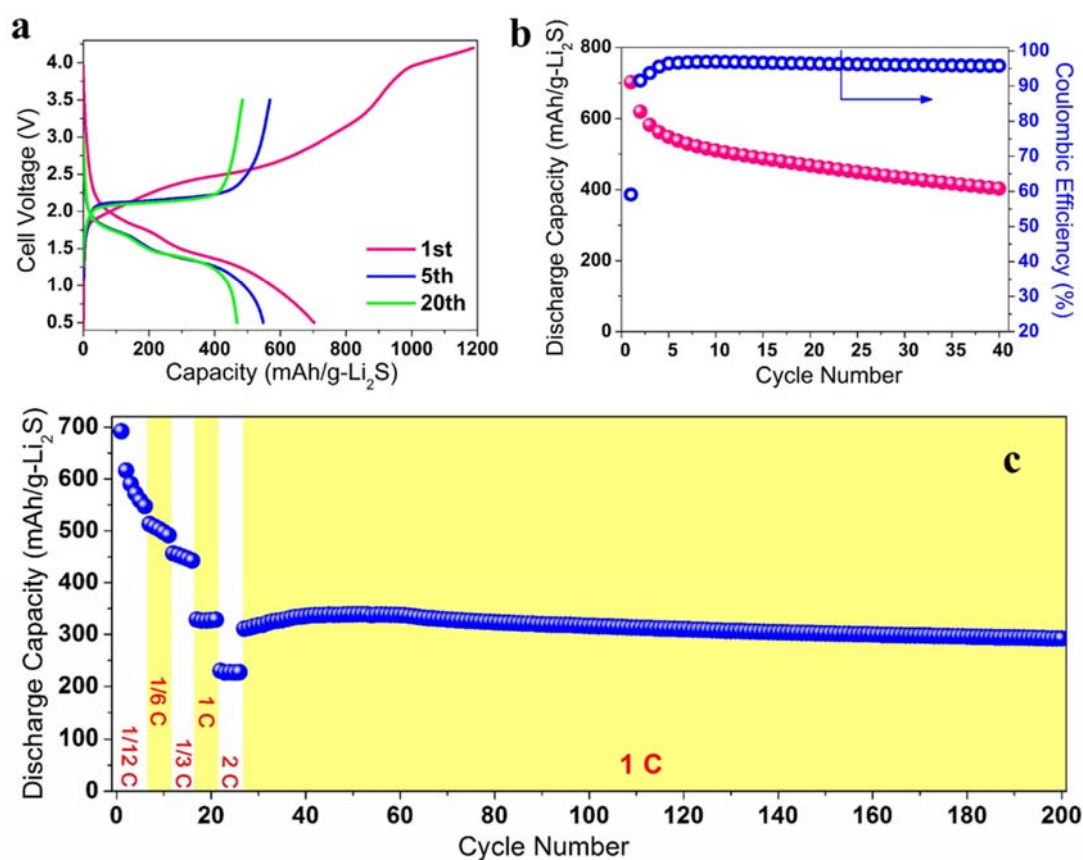 a
4.0
3.5
3.0
2.5
2.0
1.5
1.0
0.5
Cell Voltage (V)
1st
5th
20th
0 200 400 600 800 1000 1200
Capacity (mAh/g-Li₂S)
b
800
600
400
200
0
Discharge Capacity (mAh/g-Li₂S)
100
90
80
70
60
50
40
30
20
Coulombic Efficiency (%)
0 5 10 15 20 25 30 35 40
Cycle Number
c
700
600
500
400
300
200
100
0
Discharge Capacity (mAh/g-Li₂S)
1/12 C
1/6 C
1/3 C
1 C
2 C
1 C
0 20 40 60 80 100 120 140 160 180 200
Cycle Number